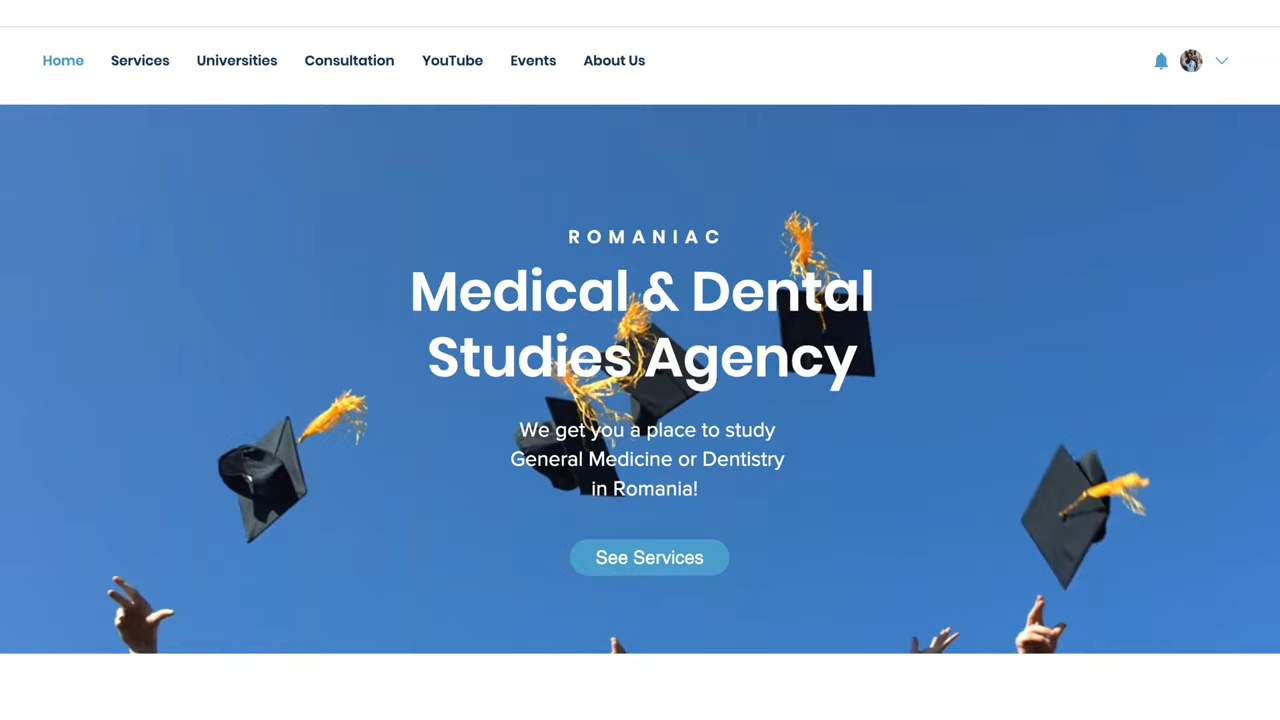 Home Services Universities Consultation YouTube Events About Us
ROMANIAC
Medical & Dental
Studies Agency
We get you a place to study
General Medicine or Dentistry
in Romania!
See Services